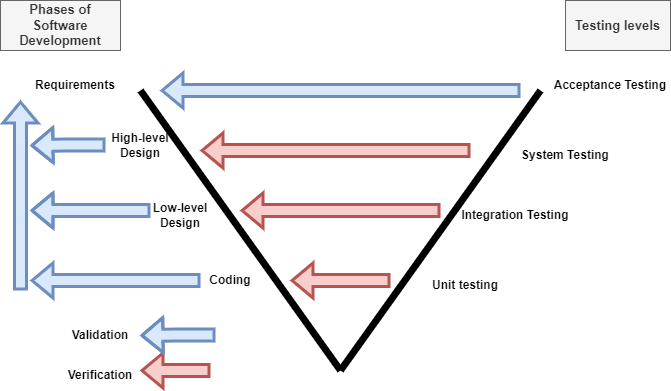 Phases of
Software
Development
Testing levels
Requirements
Acceptance Testing
High-level
Design
System Testing
Low-level
Design
Integration Testing
Coding
Unit testing
Validation
Verification